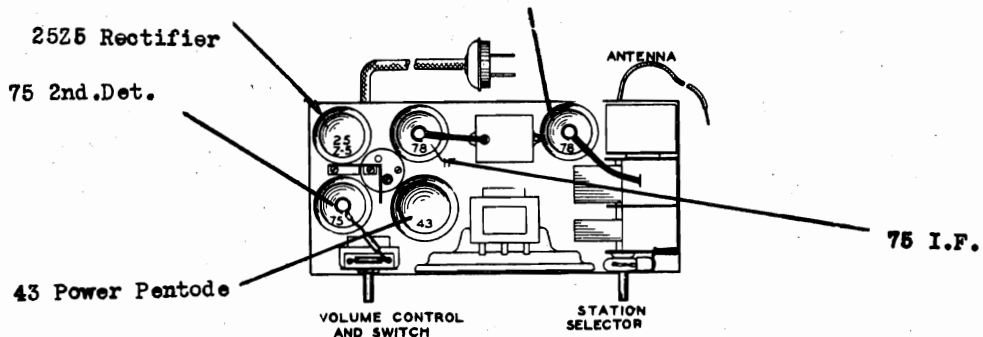 25Z5 Rectifier
ANTENNA
75 2nd.Det.
25
Z-5
78
78
75
43
75 I.F.
43 Power Pentode
VOLUME CONTROL
AND SWITCH
STATION
SELECTOR